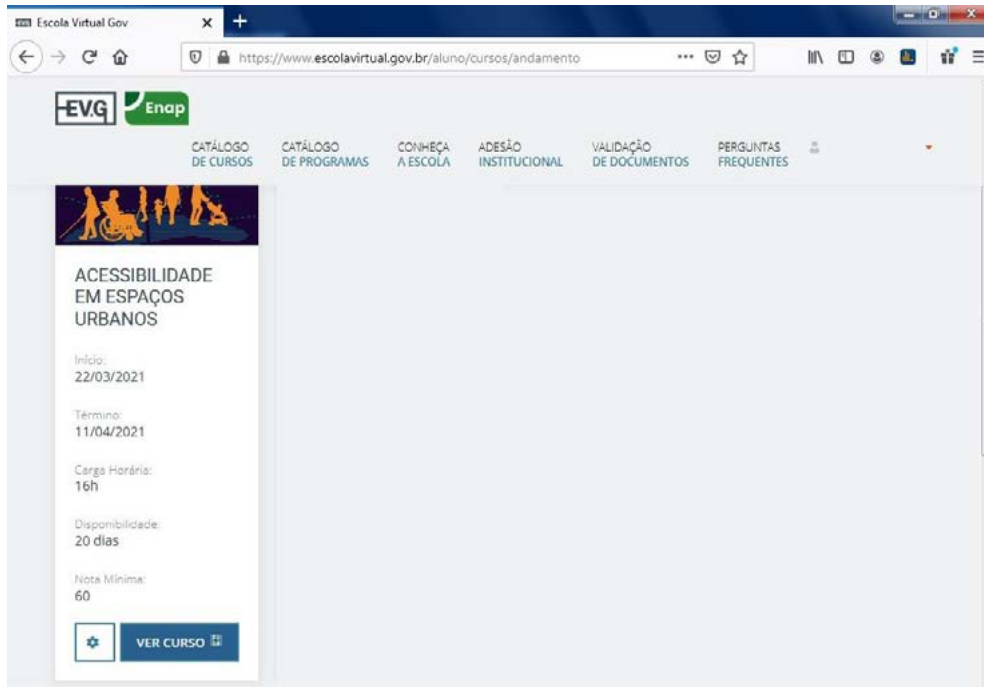 Escola Virtual Gov
https://www.escolavirtual.gov.br/aluno/cursos/andamento
EV.G Enap
CATÁLOGO DE CURSOS
CATÁLOGO DE PROGRAMAS
CONHEÇA A ESCOLA
ADESÃO INSTITUCIONAL
VALIDAÇÃO DE DOCUMENTOS
PERGUNTAS FREQUENTES
ACESSIBILIDADE
EM ESPAÇOS
URBANOS
Início:
22/03/2021
Término:
11/04/2021
Carga Horária:
16h
Disponibilidade:
20 dias
Nota Mínima:
60
VER CURSO